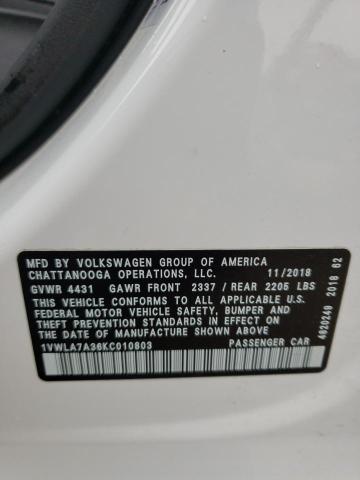 MFD BY VOLKSWAGEN GROUP OF AMERICA
CHATTANOOGA OPERATIONS, LLC. 11/2018
GVWR 4431 GAWR FRONT 2337 / REAR 2205 LBS
THIS VEHICLE CONFORMS TO ALL APPLICABLE U.S.
FEDERAL MOTOR VEHICLE SAFETY, BUMPER AND
THEFT PREVENTION STANDARDS IN EFFECT ON
THE DATE OF MANUFACTURE SHOWN ABOVE.
1VWLA7A36KC010803 PASSENGER CAR
4620249 2018 62